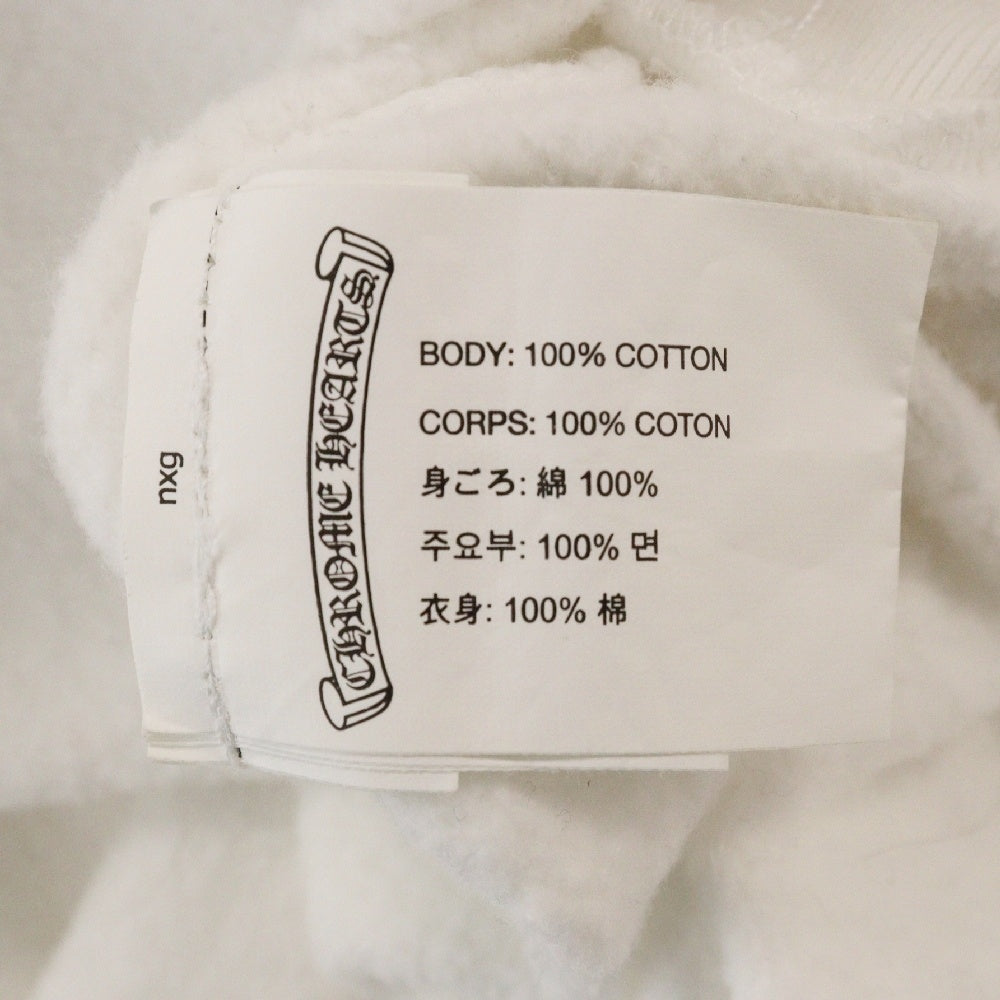 nxg
CHROME HEARTS
BODY: 100% COTTON
CORPS: 100% COTON
身ごろ: 綿 100%
주요부: 100% 면
衣身: 100% 棉